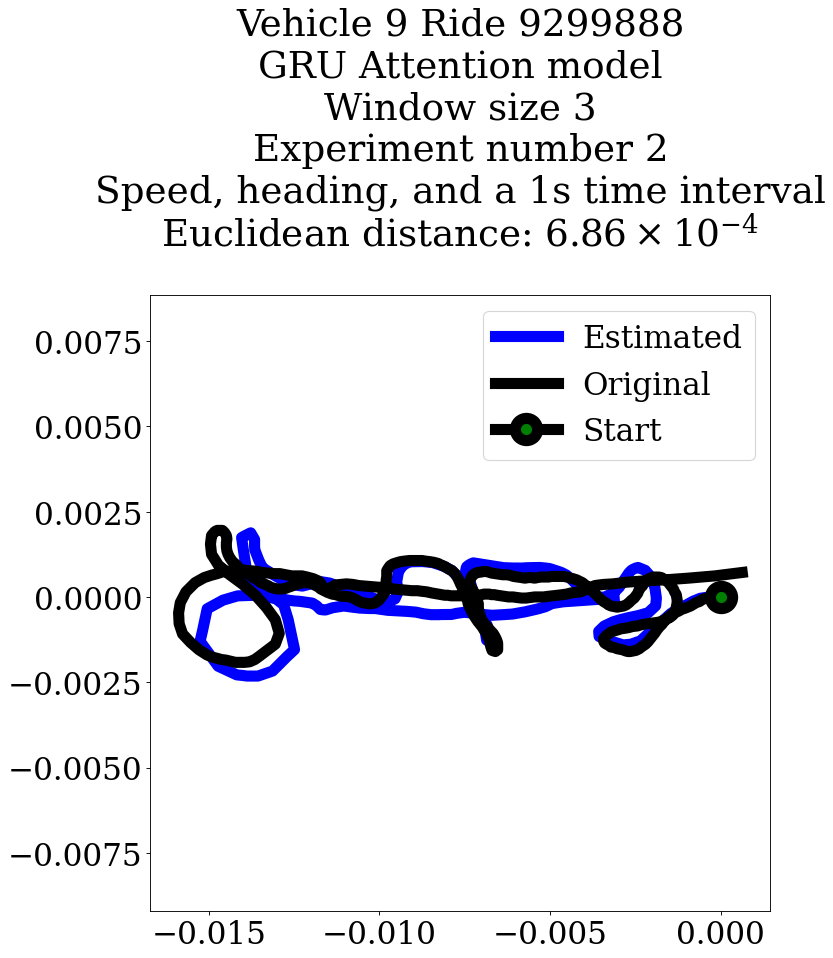 Vehicle 9 Ride 9299888
GRU Attention model
Window size 3
Experiment number 2
Speed, heading, and a 1s time interval
Euclidean distance: 6.86 × 10⁻⁴
Estimated
Original
Start
0.0075
0.0050
0.0025
0.0000
−0.0025
−0.0050
−0.0075
−0.015 −0.010 −0.005 0.000